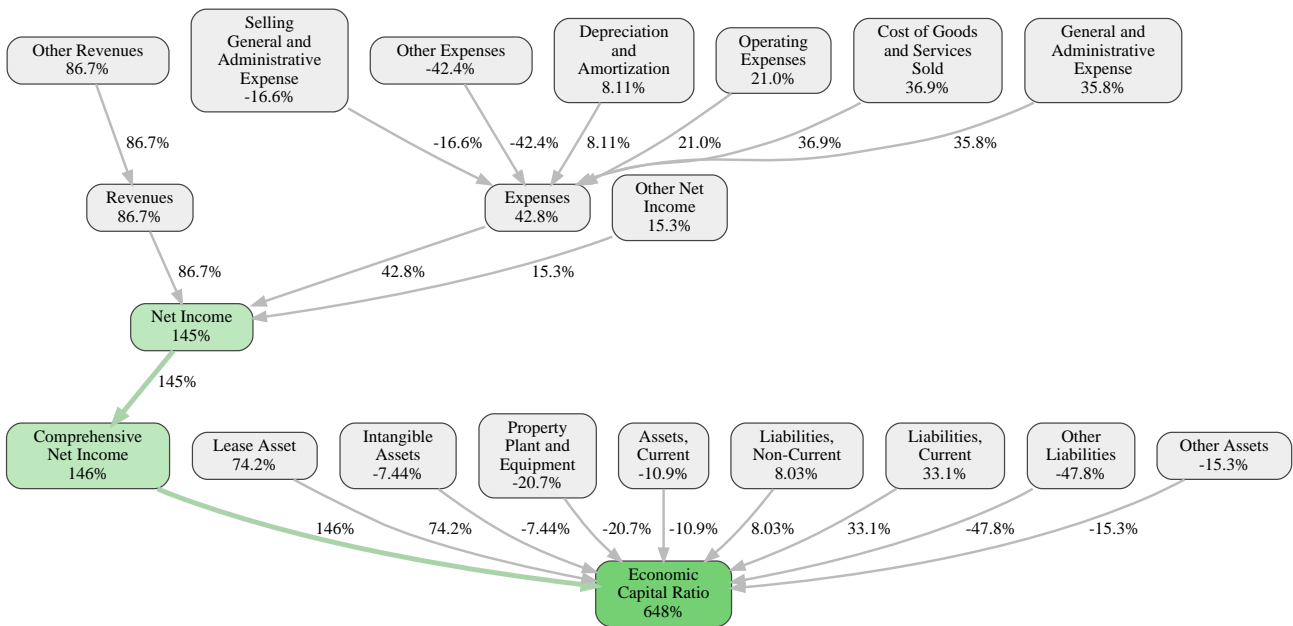 Other Revenues
86.7%
Selling
General and
Administrative
Expense
-16.6%
Other Expenses
-42.4%
Depreciation
and
Amortization
8.11%
Operating
Expenses
21.0%
Cost of Goods
and Services
Sold
36.9%
General and
Administrative
Expense
35.8%
86.7%
-16.6%
-42.4%
8.11%
21.0%
36.9%
35.8%
Revenues
86.7%
Expenses
42.8%
Other Net
Income
15.3%
86.7%
42.8%
15.3%
Net Income
145%
145%
Comprehensive
Net Income
146%
Lease Asset
74.2%
Intangible
Assets
-7.44%
Property
Plant and
Equipment
-20.7%
Assets,
Current
-10.9%
Liabilities,
Non-Current
8.03%
Liabilities,
Current
33.1%
Other
Liabilities
-47.8%
Other Assets
-15.3%
146%
74.2%
-7.44%
-20.7%
-10.9%
8.03%
33.1%
-47.8%
-15.3%
Economic
Capital Ratio
648%